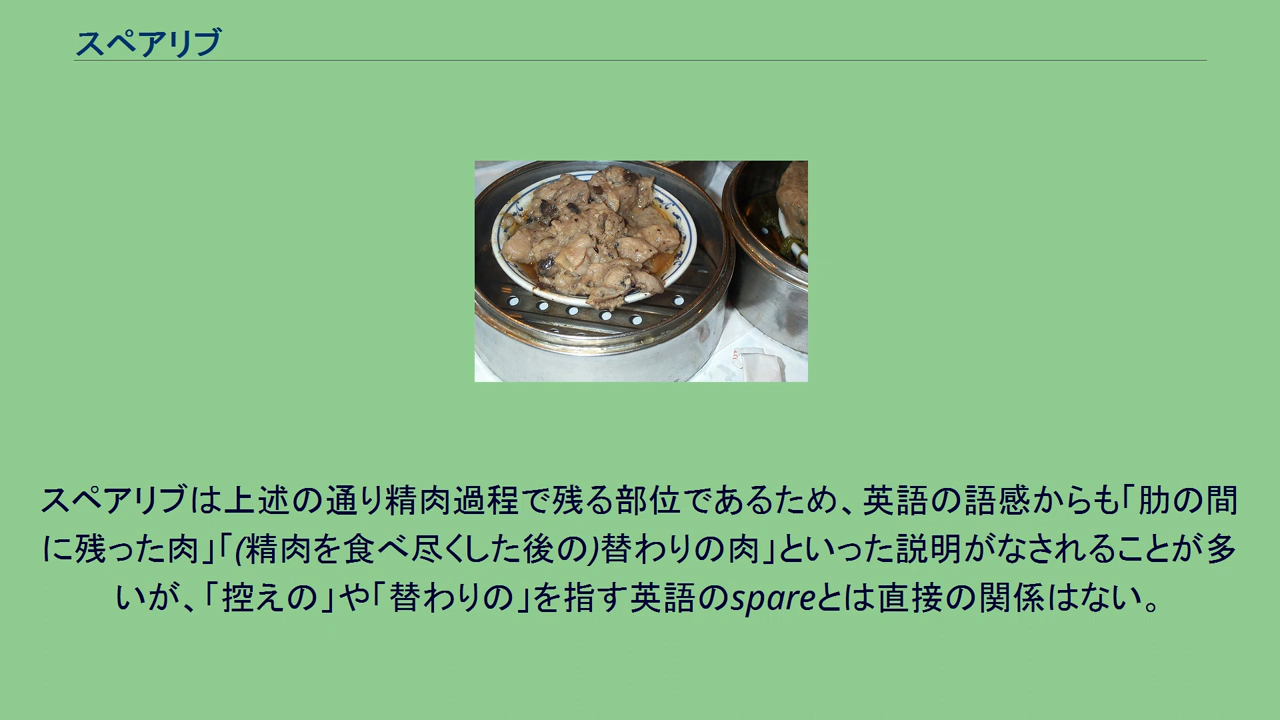 スペアリブ
スペアリブは上述の通り精肉過程で残る部位であるため、英語の語感からも「肋の間
に残った肉」「(精肉を食べ尽くした後の)替わりの肉」といった説明がなされることが多
いが、「控えの」や「替わりの」を指す英語のspareとは直接の関係はない。